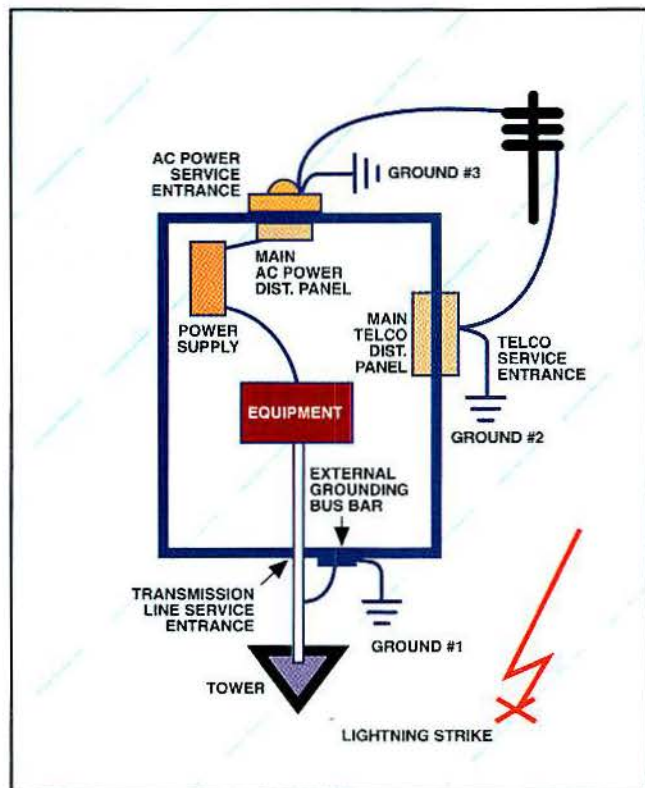 AC POWER
SERVICE
ENTRANCE
GROUND #3
MAIN
AC POWER
DIST. PANEL
POWER
SUPPLY
MAIN
TELCO
DIST.
PANEL
TELCO
SERVICE
ENTRANCE
EQUIPMENT
GROUND #2
EXTERNAL
GROUNDING
BUS BAR
TRANSMISSION
LINE SERVICE
ENTRANCE
GROUND #1
TOWER
LIGHTNING STRIKE